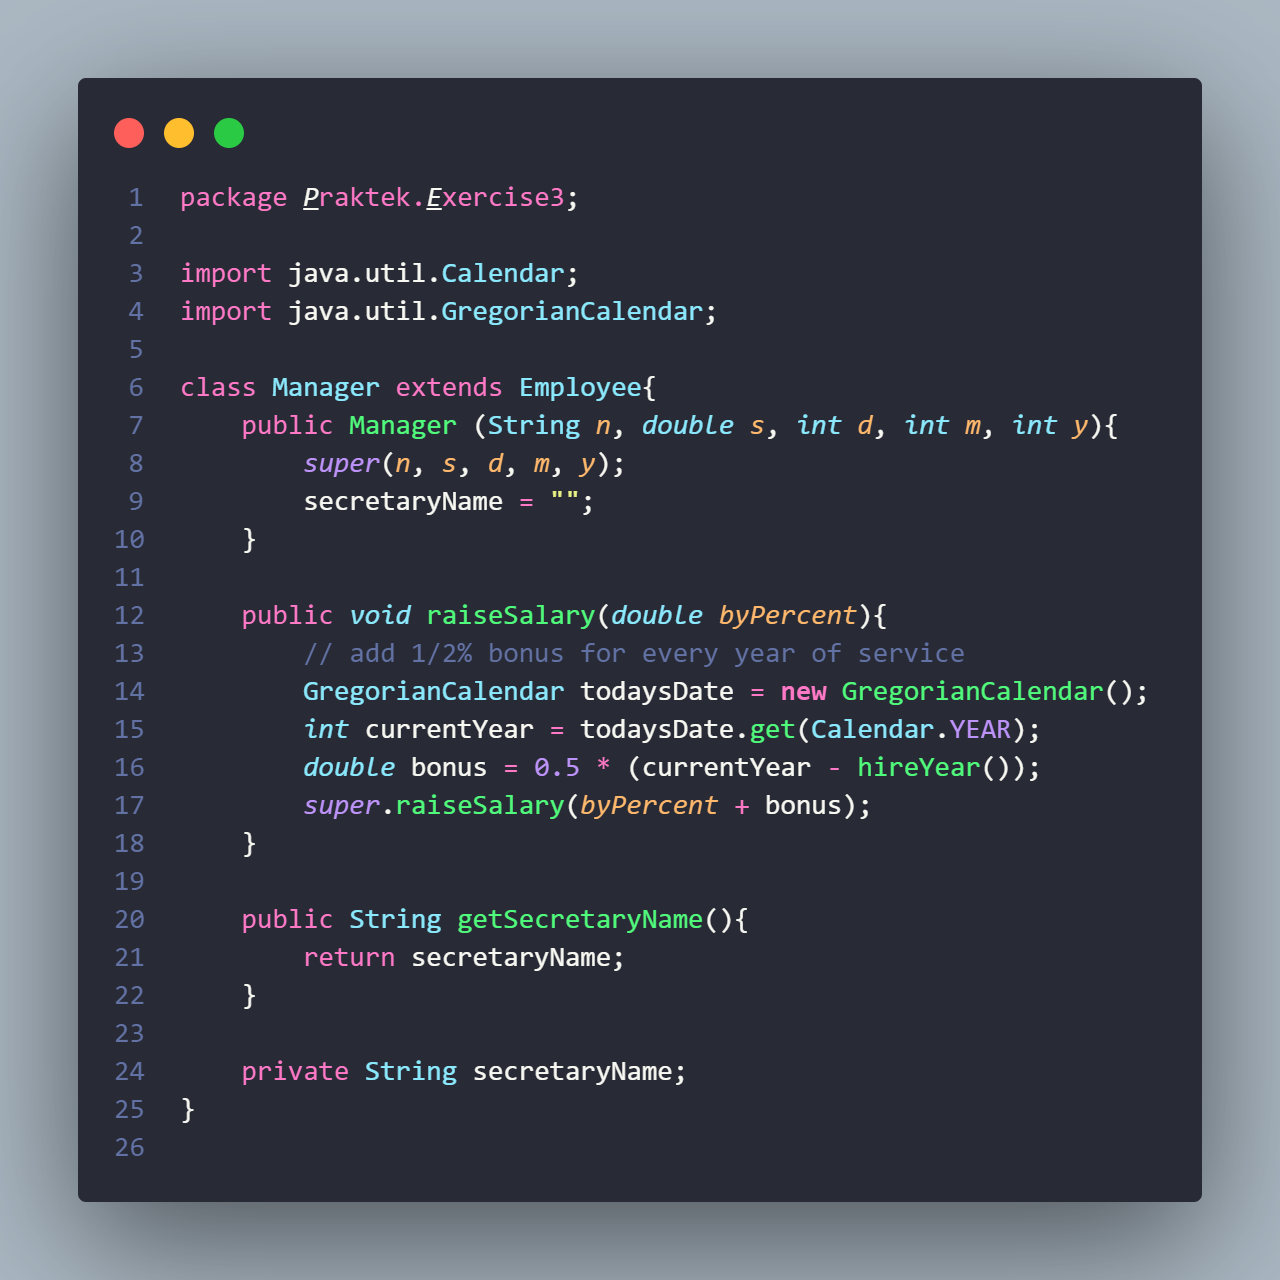 1 package Praktek.Exercise3;
2
3 import java.util.Calendar;
4 import java.util.GregorianCalendar;
5
6 class Manager extends Employee{
7     public Manager (String n, double s, int d, int m, int y){
8         super(n, s, d, m, y);
9         secretaryName = "";
10     }
11
12     public void raiseSalary(double byPercent){
13         // add 1/2% bonus for every year of service
14         GregorianCalendar todaysDate = new GregorianCalendar();
15         int currentYear = todaysDate.get(Calendar.YEAR);
16         double bonus = 0.5 * (currentYear - hireYear());
17         super.raiseSalary(byPercent + bonus);
18     }
19
20     public String getSecretaryName(){
21         return secretaryName;
22     }
23
24     private String secretaryName;
25 }
26